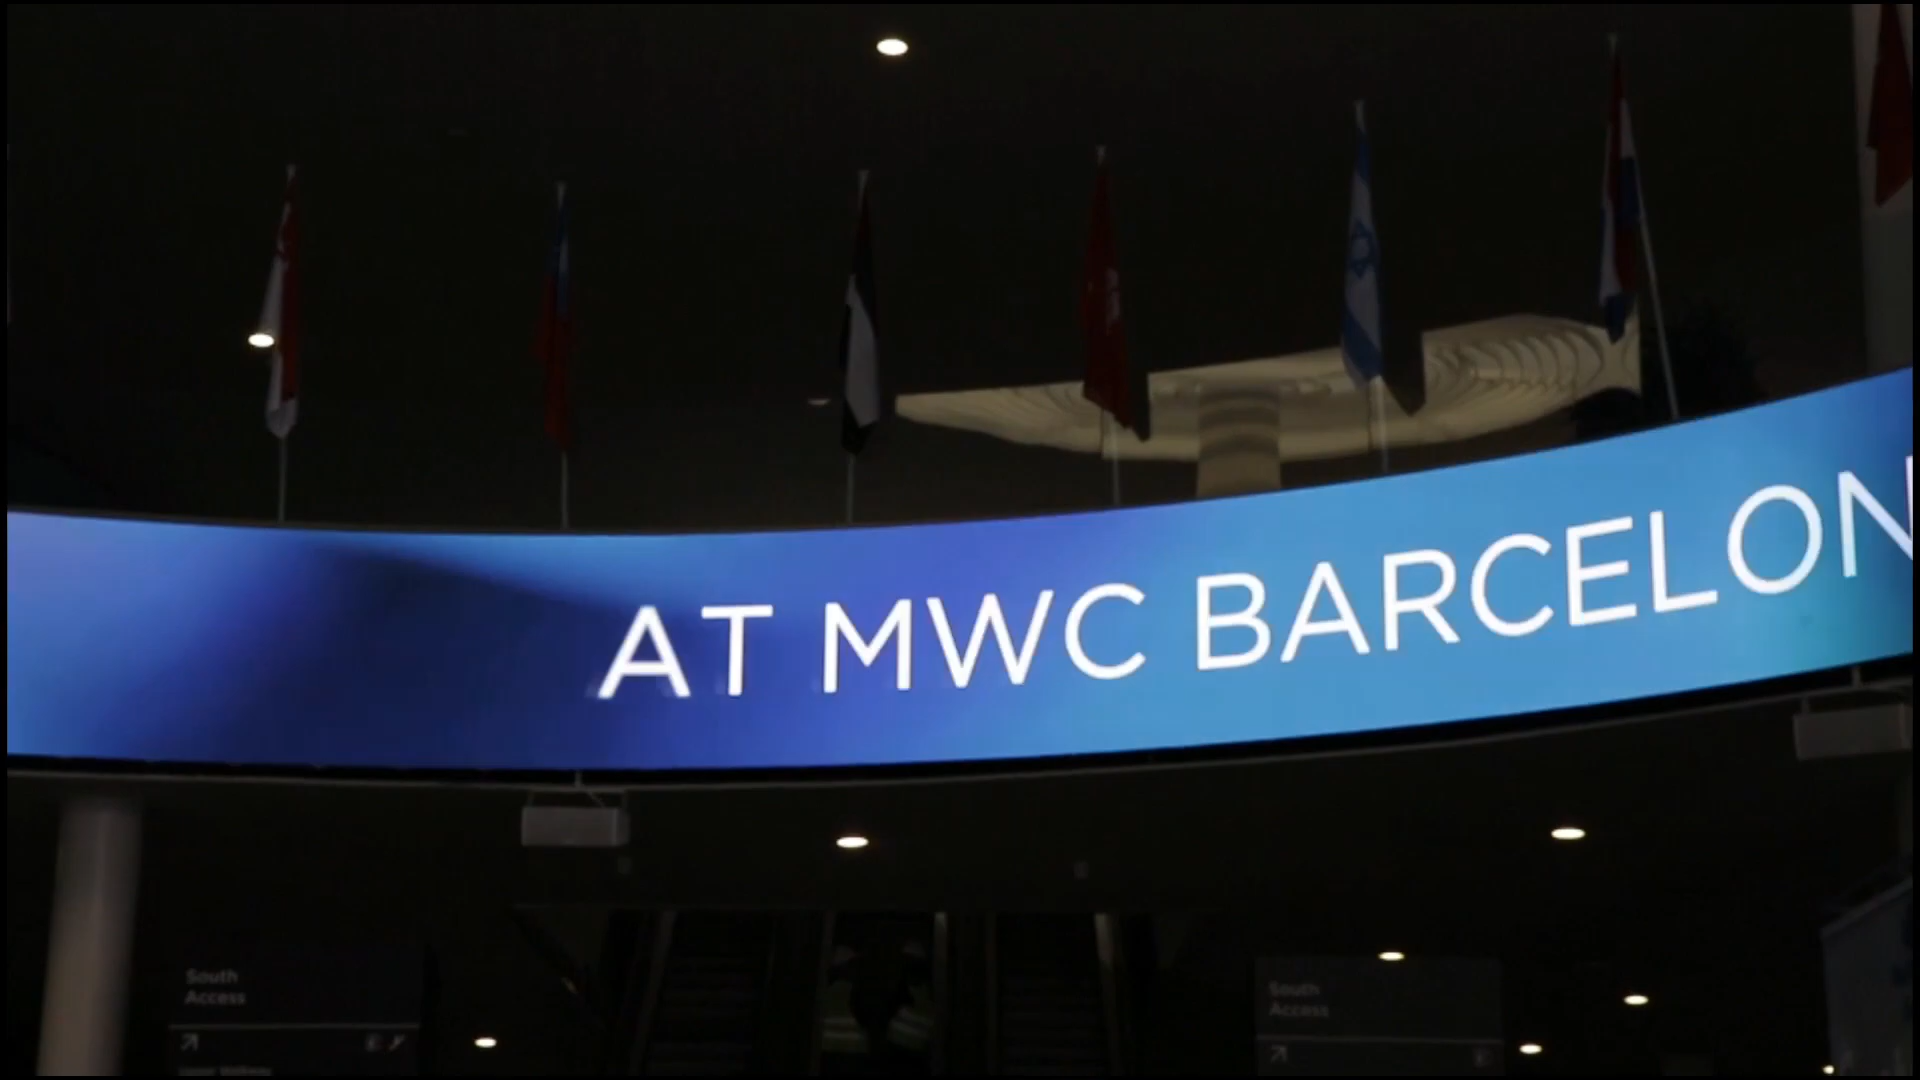 AT MWC BARCELON
South
Access
South
Access